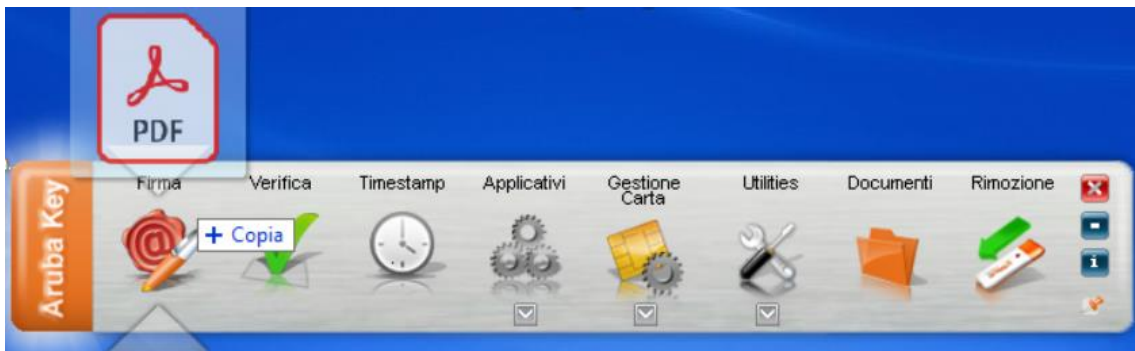 PDF
Aruba Key
Firma
Verifica
Timestamp
Applicativi
Gestione
Carta
Utilities
Documenti
Rimozione
+ Copia